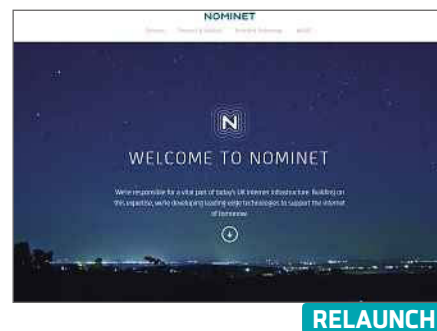 NOMINET
N
WELCOME TO NOMINET
We're responsible for a vital part of today's UK internet infrastructure. Building on
this expertise, we're developing leading edge technologies to support the internet
of tomorrow.
RELAUNCH